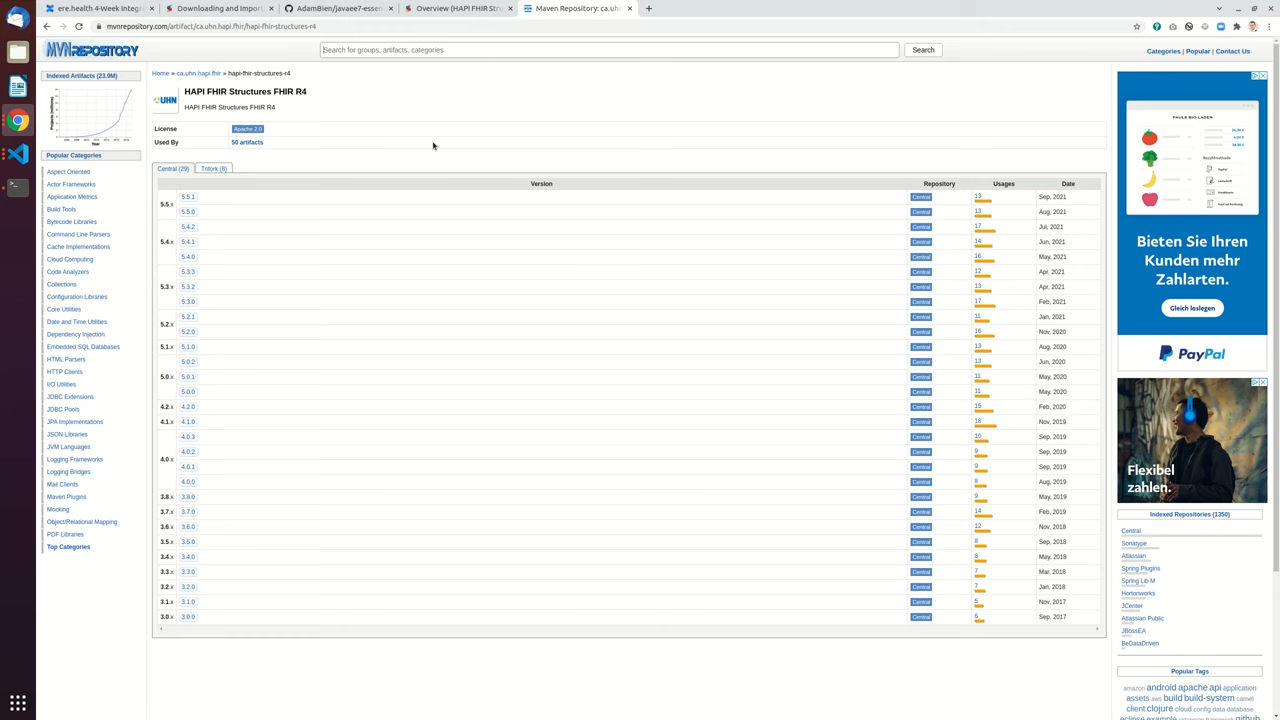 ere.health 4-Week Integra
Downloading and Import
AdamBien/javaee7-essen
Overview (HAPI FHIR Stru
Maven Repository: ca.uhn
mvnrepository.com/artifact/ca.uhn.hapi.fhir/hapi-fhir-structures-r4
MVNREPOSITORY
Search for groups, artifacts, categories
Search
Categories | Popular | Contact Us
Indexed Artifacts (23.9M)
Projects (millions)
Year
Popular Categories
Aspect Oriented
Actor Frameworks
Application Metrics
Build Tools
Bytecode Libraries
Command Line Parsers
Cache Implementations
Cloud Computing
Code Analyzers
Collections
Configuration Libraries
Core Utilities
Date and Time Utilities
Dependency Injection
Embedded SQL Databases
HTML Parsers
HTTP Clients
I/O Utilities
JDBC Extensions
JDBC Pools
JPA Implementations
JSON Libraries
JVM Languages
Logging Frameworks
Logging Bridges
Mail Clients
Maven Plugins
Mocking
Object/Relational Mapping
PDF Libraries
Top Categories
Home » ca.uhn.hapi.fhir » hapi-fhir-structures-r4
UHN
HAPI FHIR Structures FHIR R4
HAPI FHIR Structures FHIR R4
License Apache 2.0
Used By 50 artifacts
Central (29) Trifork (8)
Version Repository Usages Date
5.5.x
5.5.1 Central 13 Sep, 2021
5.5.0 Central 13 Aug, 2021
5.4.x
5.4.2 Central 17 Jul, 2021
5.4.1 Central 14 Jun, 2021
5.4.0 Central 16 May, 2021
5.3.x
5.3.3 Central 12 Apr, 2021
5.3.2 Central 13 Apr, 2021
5.3.0 Central 17 Feb, 2021
5.2.x
5.2.1 Central 11 Jan, 2021
5.2.0 Central 16 Nov, 2020
5.1.x 5.1.0 Central 13 Aug, 2020
5.0.x
5.0.2 Central 13 Jun, 2020
5.0.1 Central 11 May, 2020
5.0.0 Central 11 May, 2020
4.2.x 4.2.0 Central 15 Feb, 2020
4.1.x 4.1.0 Central 18 Nov, 2019
4.0.x
4.0.3 Central 10 Sep, 2019
4.0.2 Central 9 Sep, 2019
4.0.1 Central 9 Sep, 2019
4.0.0 Central 8 Aug, 2019
3.8.x 3.8.0 Central 9 May, 2019
3.7.x 3.7.0 Central 14 Feb, 2019
3.6.x 3.6.0 Central 12 Nov, 2018
3.5.x 3.5.0 Central 8 Sep, 2018
3.4.x 3.4.0 Central 8 May, 2018
3.3.x 3.3.0 Central 7 Mar, 2018
3.2.x 3.2.0 Central 7 Jan, 2018
3.1.x 3.1.0 Central 5 Nov, 2017
3.0.x 3.0.0 Central 6 Sep, 2017
PAULS BIO-LADEN
Bieten Sie Ihren
Kunden mehr
Zahlarten.
Gleich loslegen
PayPal
Flexibel
zahlen.
Indexed Repositories (1350)
Central
Sonatype
Atlassian
Spring Plugins
Spring Lib M
Hortonworks
JCenter
Atlassian Public
JBossEA
BeDataDriven
Popular Tags
amazon android apache api application
assets aws build build-system camel
client clojure cloud config data database
eclipse example extension framework github